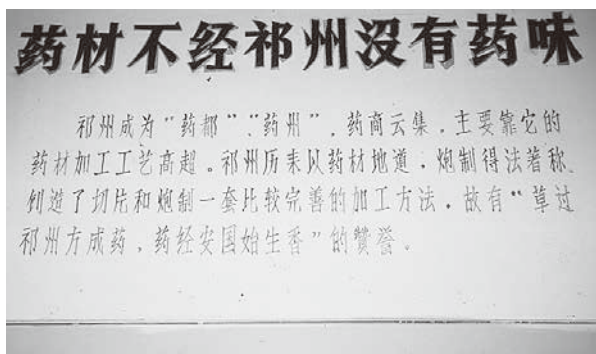 药材不经祁州没有药味
祁州成为“药都”、“药州”，药商云集，主要靠它的
药材加工工艺高超。祁州历来以药材地道，炮制得法著称，
创造了切片和炮制一套比较完善的加工方法，故有“草过
祁州方成药，药经安国始生香”的赞誉。